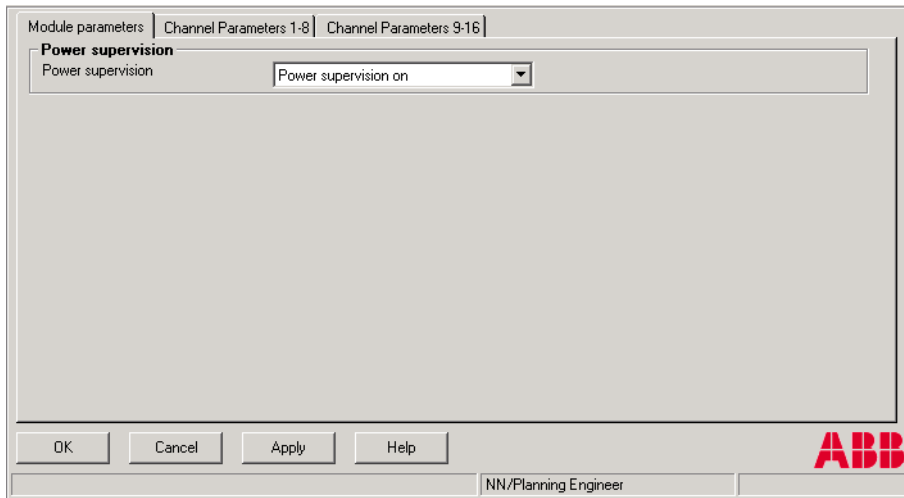 Module parameters Channel Parameters 1-8 Channel Parameters 9-16
Power supervision
Power supervision Power supervision on
OK Cancel Apply Help
ABB
NN/Planning Engineer